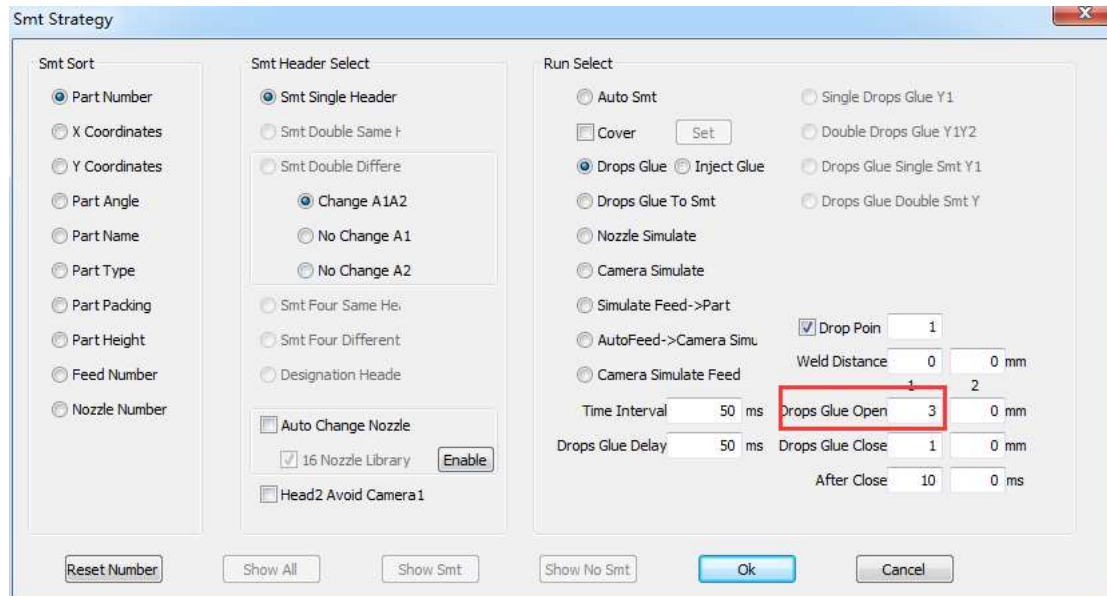 Smt Strategy
Smt Sort
Part Number
X Coordinates
Y Coordinates
Part Angle
Part Name
Part Type
Part Packing
Part Height
Feed Number
Nozzle Number
Smt Header Select
Smt Single Header
Smt Double Same H
Smt Double Differe
Change A1A2
No Change A1
No Change A2
Smt Four Same He
Smt Four Different
Designation Heade
Auto Change Nozzle
16 Nozzle Library Enable
Head2 Avoid Camera1
Run Select
Auto Smt Single Drops Glue Y1
Cover Set Double Drops Glue Y1Y2
Drops Glue Inject Glue Drops Glue Single Smt Y1
Drops Glue To Smt Drops Glue Double Smt Y
Nozzle Simulate
Camera Simulate
Simulate Feed->Part
Drop Poin 1
AutoFeed->Camera Simu
Weld Distance 0 0 mm
Camera Simulate Feed
1 2
Time Interval 50 ms Drops Glue Open 3 0 mm
Drops Glue Delay 50 ms Drops Glue Close 1 0 mm
After Close 10 0 ms
Reset Number Show All Show Smt Show No Smt Ok Cancel